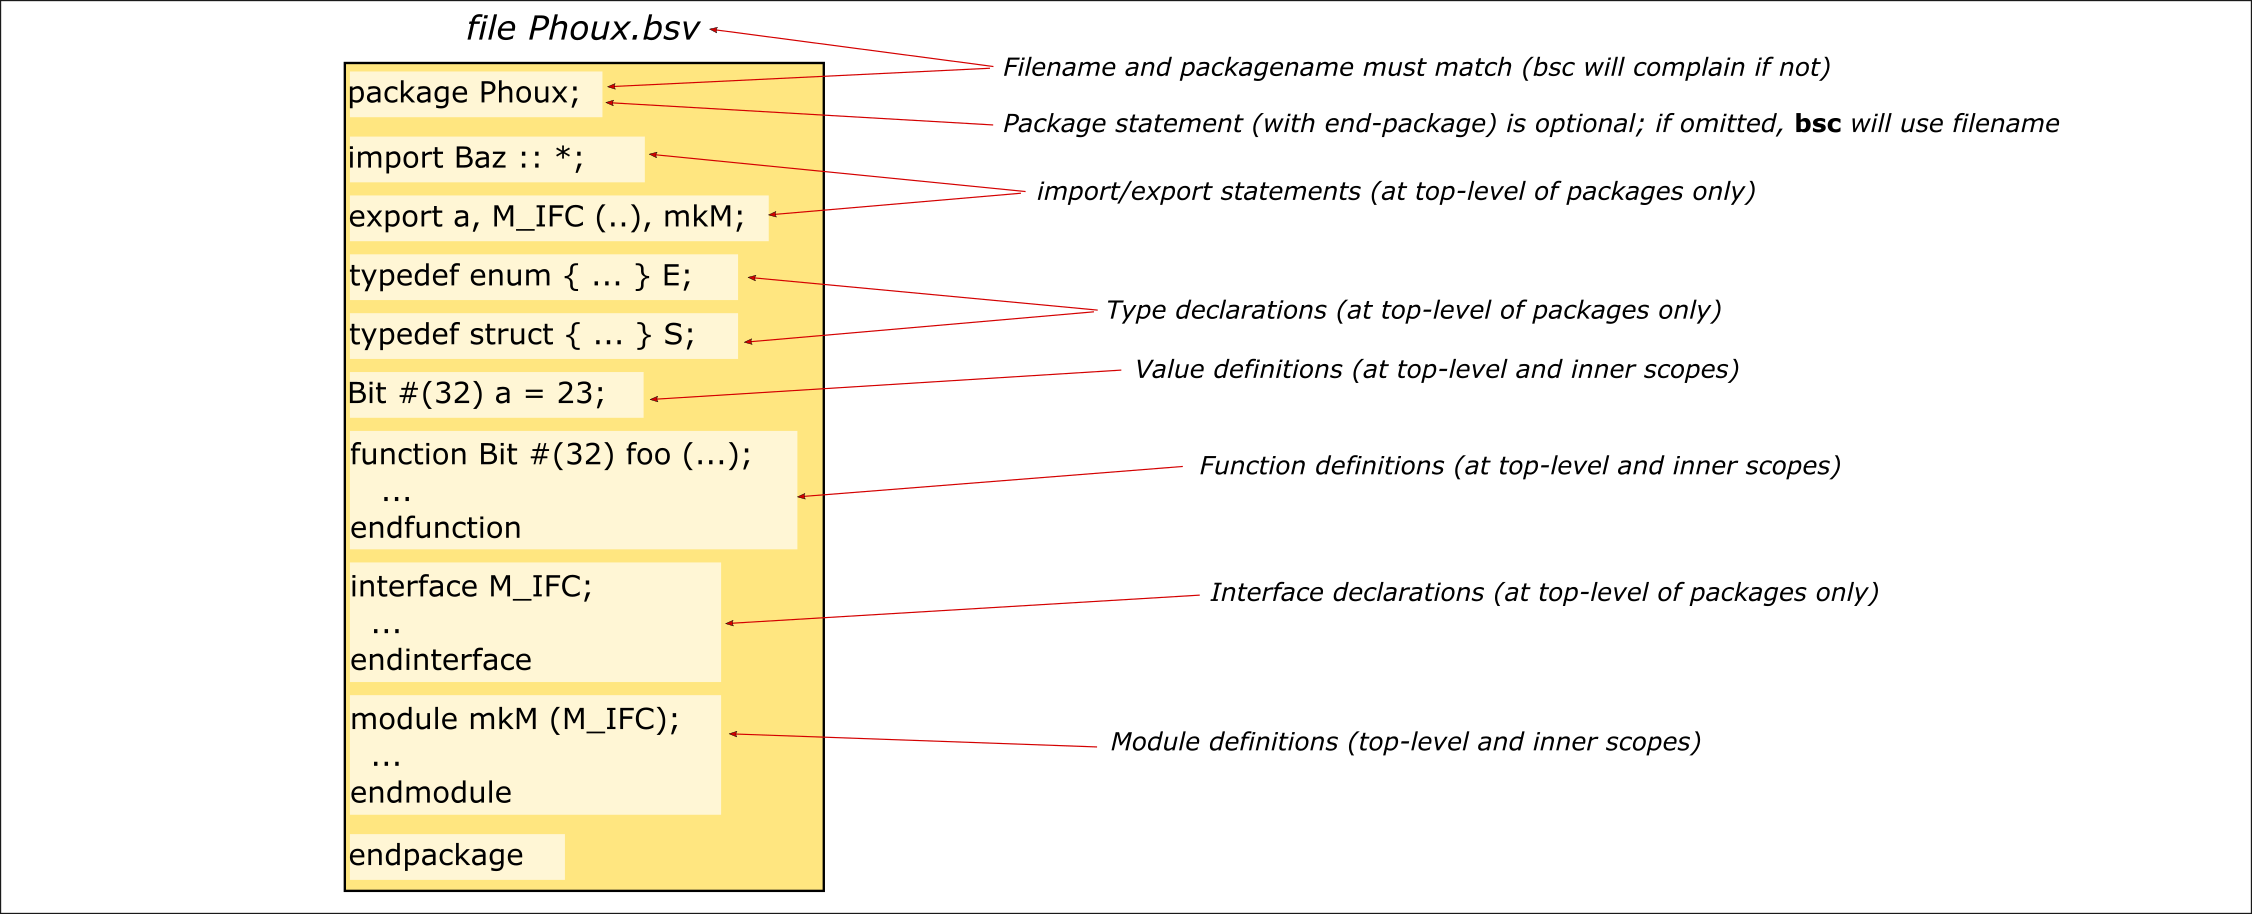 file Phoux.bsv
package Phoux;
import Baz :: *;
export a, M_IFC (..), mkM;
typedef enum { ... } E;
typedef struct { ... } S;
Bit #(32) a = 23;
function Bit #(32) foo (...);
...
endfunction
interface M_IFC;
...
endinterface
module mkM (M_IFC);
...
endmodule
endpackage
Filename and packagename must match (bsc will complain if not)
Package statement (with end-package) is optional; if omitted, bsc will use filename
import/export statements (at top-level of packages only)
Type declarations (at top-level of packages only)
Value definitions (at top-level and inner scopes)
Function definitions (at top-level and inner scopes)
Interface declarations (at top-level of packages only)
Module definitions (top-level and inner scopes)